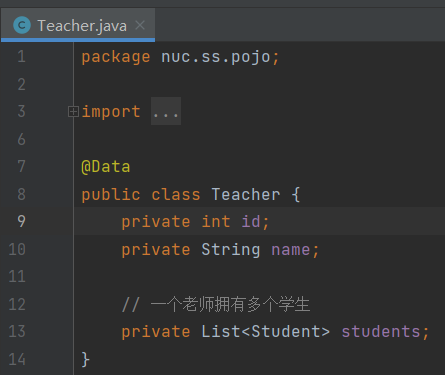 Teacher.java
1 package nuc.ss.pojo;
2
3 import ...
6
7 @Data
8 public class Teacher {
9 private int id;
10 private String name;
11
12 // 一个老师拥有多个学生
13 private List<Student> students;
14 }